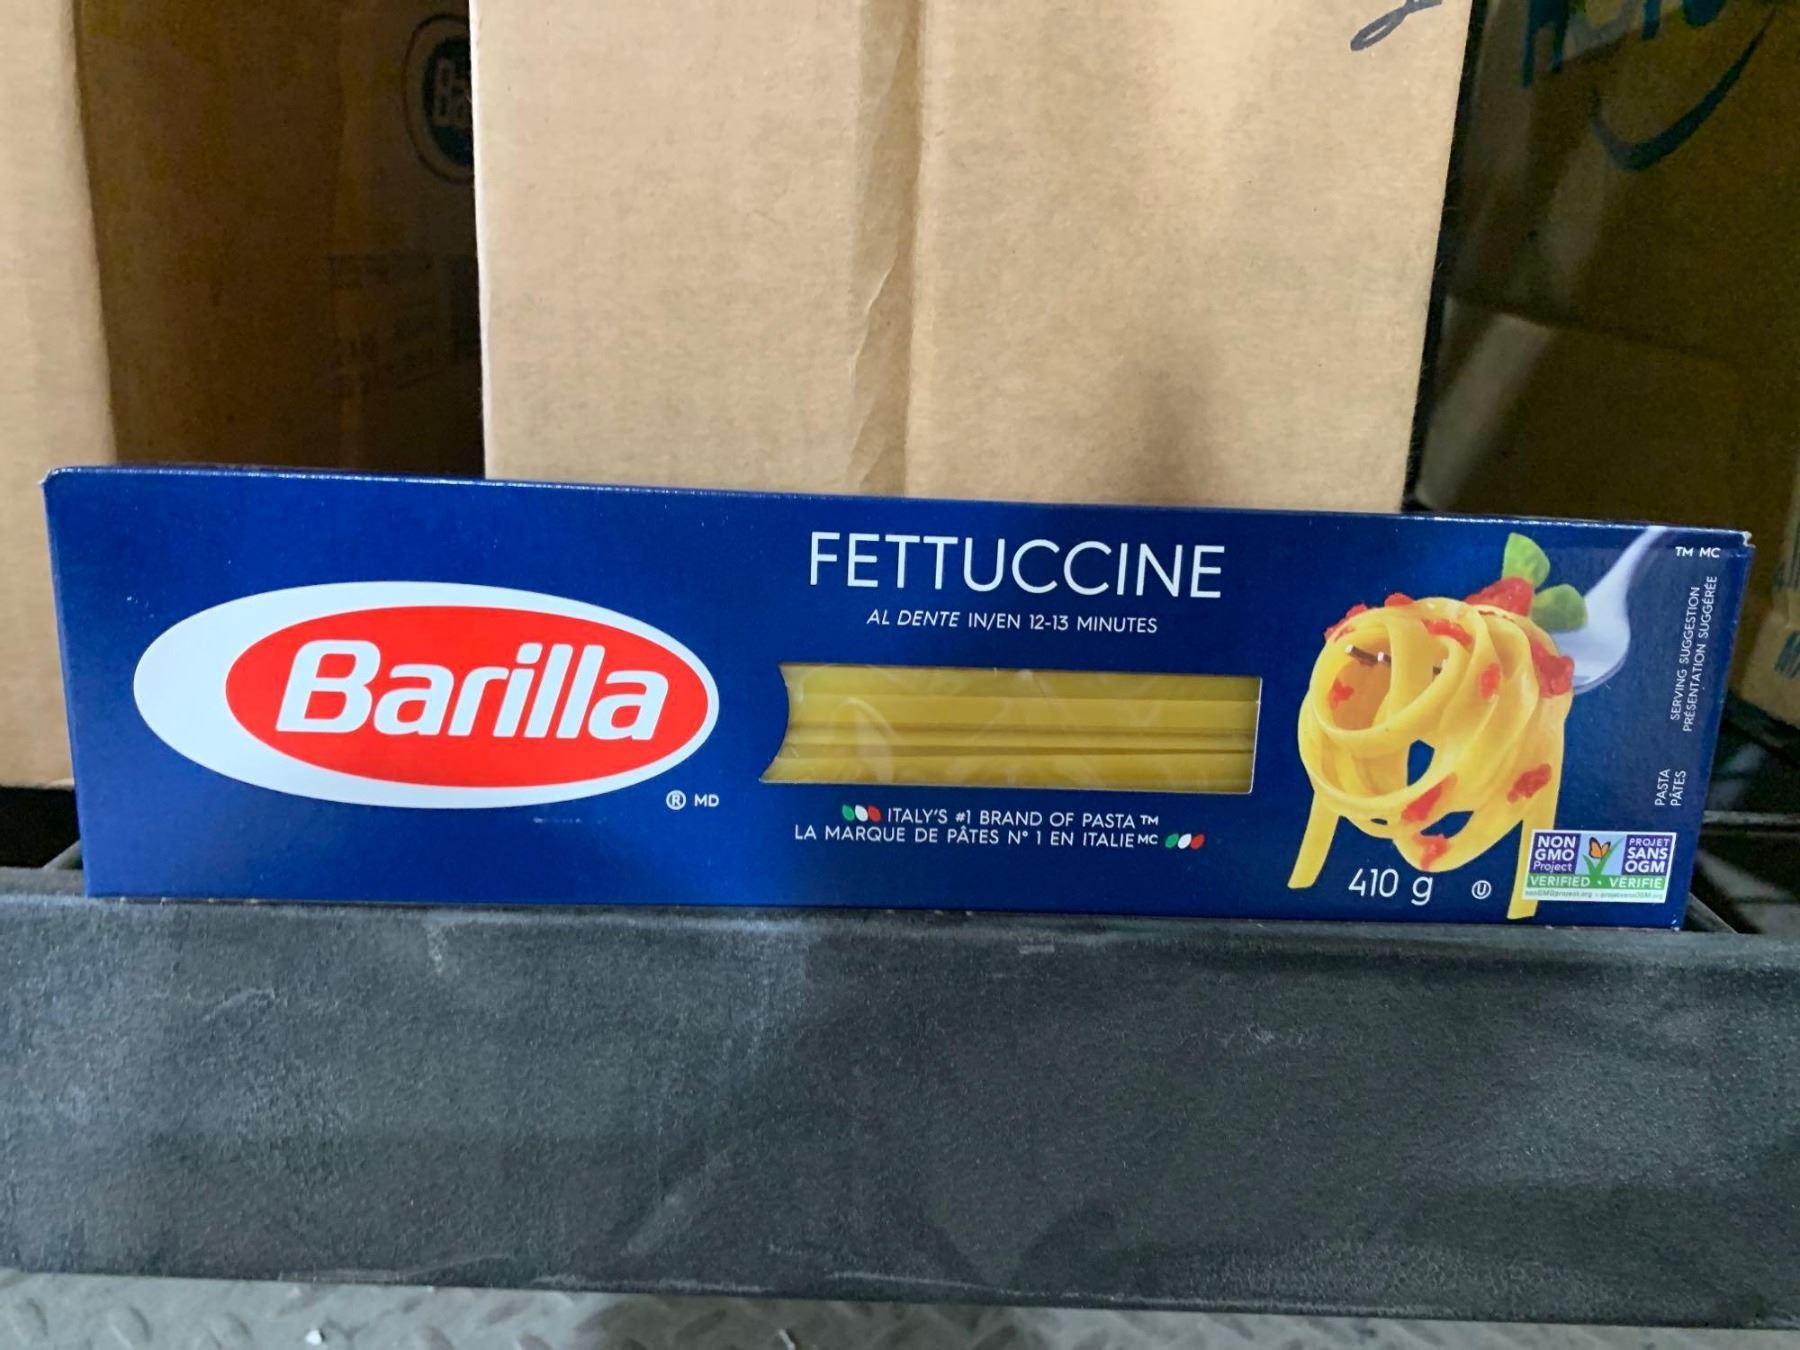 Barilla
® MD
FETTUCCINE
AL DENTE IN/EN 12-13 MINUTES
ITALY'S #1 BRAND OF PASTA™
LA MARQUE DE PÂTES N° 1 EN ITALIE MC
410 g
U
TM MC
SERVING SUGGESTION
PRÉSENTATION SUGGÉRÉE
PASTA
PÂTES
NON
GMO
Project
PROJET
SANS
OGM
VERIFIED • VÉRIFIÉ